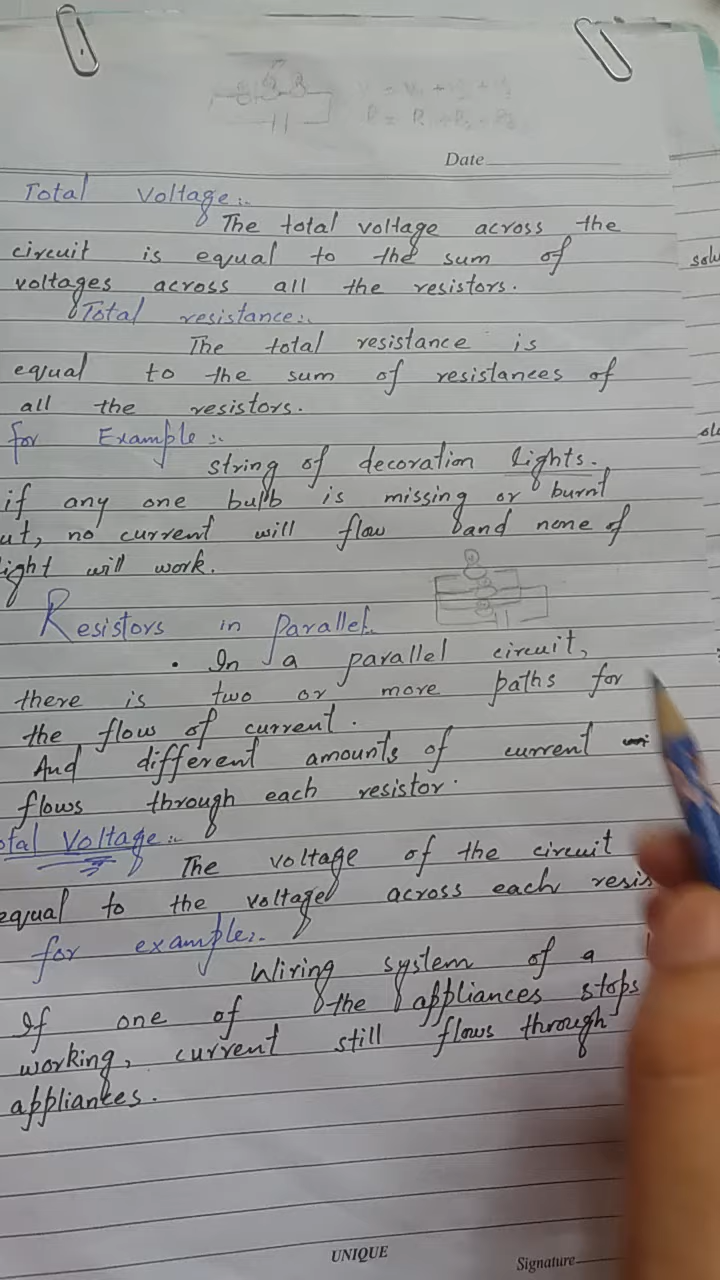 Date
Total Voltage:-
The total voltage across the
circuit is equal to the sum of
voltages across all the resistors.
Total resistance:-
The total resistance is
equal to the sum of resistances of
all the resistors.
for Example:-
string of decoration lights.
if any one bulb is missing or burnt
ut, no current will flow and none of
ight will work.
Resistors in Parallel.
. In a parallel circuit,
there is two or more paths for
the flow of current.
And different amounts of current
flows through each resistor.
otal Voltage:-
The voltage of the circuit
equal to the voltage across each resis
for example:-
Wiring system of a
If one of the appliances stops
working, current still flows through
appliances.
UNIQUE
Signature